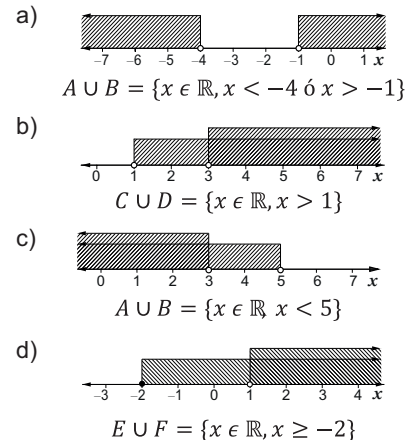 a)
−7 −6 −5 −4 −3 −2 −1 0 1 x
A ∪ B = {x ϵ ℝ, x < −4 ó x > −1}
b)
0 1 2 3 4 5 6 7 x
C ∪ D = {x ϵ ℝ, x > 1}
c)
0 1 2 3 4 5 6 7 x
A ∪ B = {x ϵ ℝ, x < 5}
d)
−3 −2 −1 0 1 2 3 4 x
E ∪ F = {x ϵ ℝ, x ≥ −2}